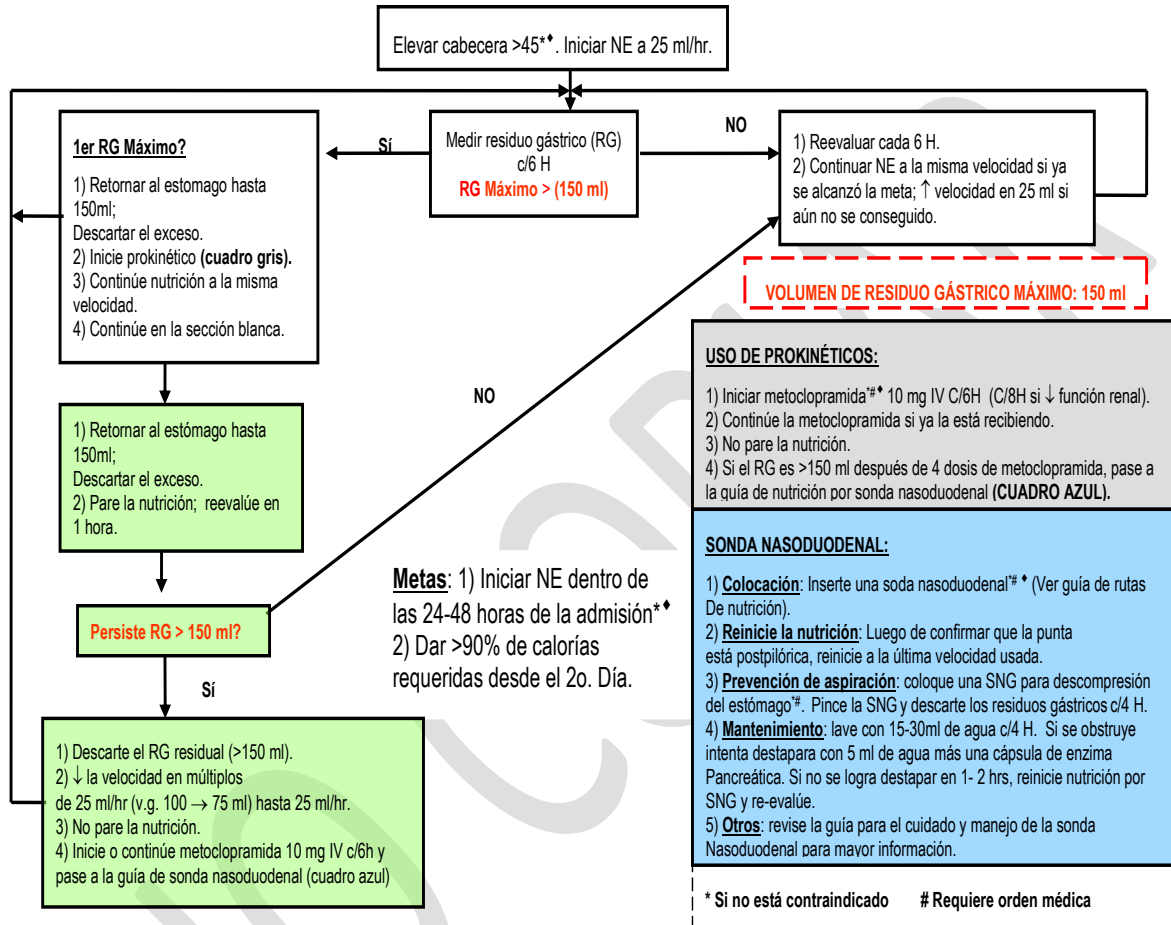 Elevar cabecera >45*♦. Iniciar NE a 25 ml/hr.
1er RG Máximo?
1) Retornar al estomago hasta
150ml;
Descartar el exceso.
2) Inicie prokinético (cuadro gris).
3) Continúe nutrición a la misma
velocidad.
4) Continúe en la sección blanca.
Sí
Medir residuo gástrico (RG)
c/6 H
RG Máximo > (150 ml)
NO
1) Reevaluar cada 6 H.
2) Continuar NE a la misma velocidad si ya
se alcanzó la meta; ↑ velocidad en 25 ml si
aún no se conseguido.
VOLUMEN DE RESIDUO GÁSTRICO MÁXIMO: 150 ml
1) Retornar al estómago hasta
150ml;
Descartar el exceso.
2) Pare la nutrición; reevalúe en
1 hora.
NO
Persiste RG > 150 ml?
Sí
1) Descarte el RG residual (>150 ml).
2) ↓ la velocidad en múltiplos
de 25 ml/hr (v.g. 100 → 75 ml) hasta 25 ml/hr.
3) No pare la nutrición.
4) Inicie o continúe metoclopramida 10 mg IV c/6h y
pase a la guía de sonda nasoduodenal (cuadro azul)
Metas: 1) Iniciar NE dentro de
las 24-48 horas de la admisión*♦
2) Dar >90% de calorías
requeridas desde el 2o. Día.
USO DE PROKINÉTICOS:
1) Iniciar metoclopramida*#♦ 10 mg IV C/6H (C/8H si ↓ función renal).
2) Continúe la metoclopramida si ya la está recibiendo.
3) No pare la nutrición.
4) Si el RG es >150 ml después de 4 dosis de metoclopramida, pase a
la guía de nutrición por sonda nasoduodenal (CUADRO AZUL).
SONDA NASODUODENAL:
1) Colocación: Inserte una soda nasoduodenal*# ♦ (Ver guía de rutas
De nutrición).
2) Reinicie la nutrición: Luego de confirmar que la punta
está postpilórica, reinicie a la última velocidad usada.
3) Prevención de aspiración: coloque una SNG para descompresión
del estómago*#. Pince la SNG y descarte los residuos gástricos c/4 H.
4) Mantenimiento: lave con 15-30ml de agua c/4 H. Si se obstruye
intenta destapara con 5 ml de agua más una cápsula de enzima
Pancreática. Si no se logra destapar en 1- 2 hrs, reinicie nutrición por
SNG y re-evalúe.
5) Otros: revise la guía para el cuidado y manejo de la sonda
Nasoduodenal para mayor información.
* Si no está contraindicado # Requiere orden médica